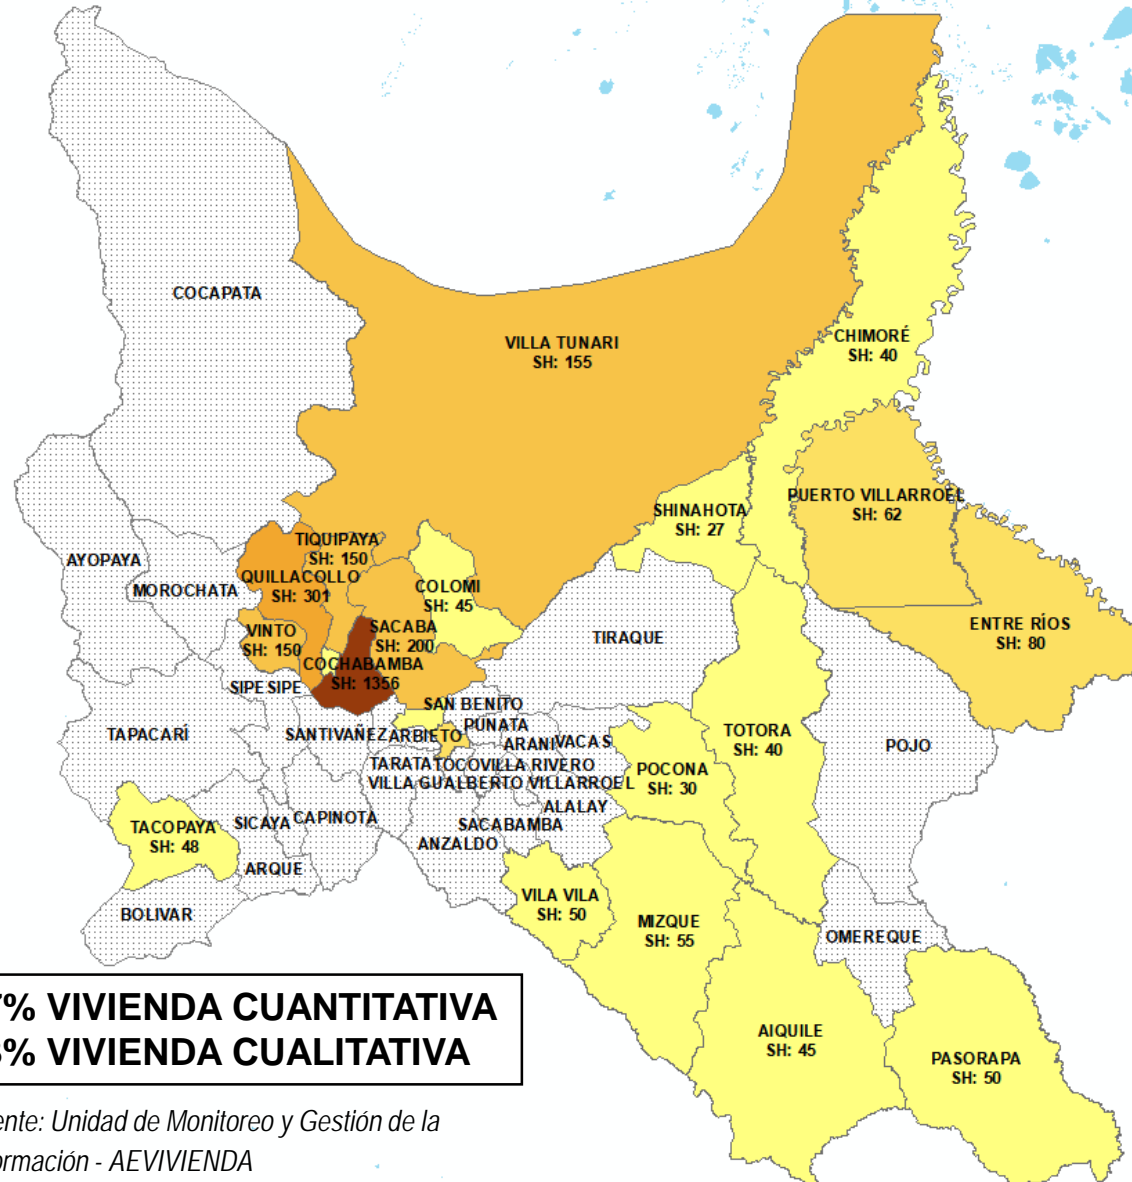 COCAPATA
VILLA TUNARI
SH: 155
CHIMORÉ
SH: 40
PUERTO VILLARROEL
SH: 62
SHINAHOTA
SH: 27
TIQUIPAYA
SH: 150
AYOPAYA
MOROCHATA
QUILLACOLLO
SH: 301
COLOMI
SH: 45
VINTO
SH: 150
SACABA
SH: 200
TIRAQUE
ENTRE RÍOS
SH: 80
COCHABAMBA
SH: 1356
SIPE SIPE
SAN BENITO
PUNATA
TAPACARÍ
SANTIVAÑEZ
ARBIETO
ARANI
VACAS
TOTORA
SH: 40
POJO
TARATA
TOCO
VILLA RIVERO
VILLA GUALBERTO VILLARROEL
POCONA
SH: 30
ALALAY
TACOPAYA
SH: 48
SICAYA
CAPINOTA
SACABAMBA
ANZALDO
ARQUE
VILA VILA
SH: 50
BOLIVAR
MIZQUE
SH: 55
OMEREQUE
AIQUILE
SH: 45
PASORAPA
SH: 50
% VIVIENDA CUANTITATIVA
% VIVIENDA CUALITATIVA
ente: Unidad de Monitoreo y Gestión de la
ormación - AEVIVIENDA